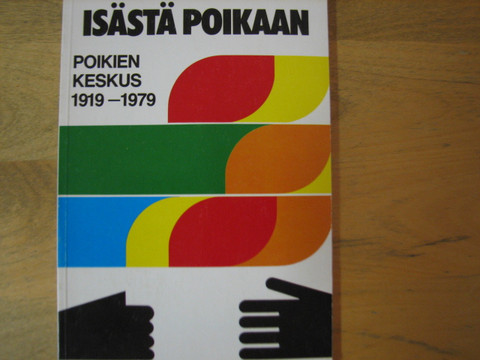 ISÄSTÄ POIKAAN
POIKIEN
KESKUS
1919–1979